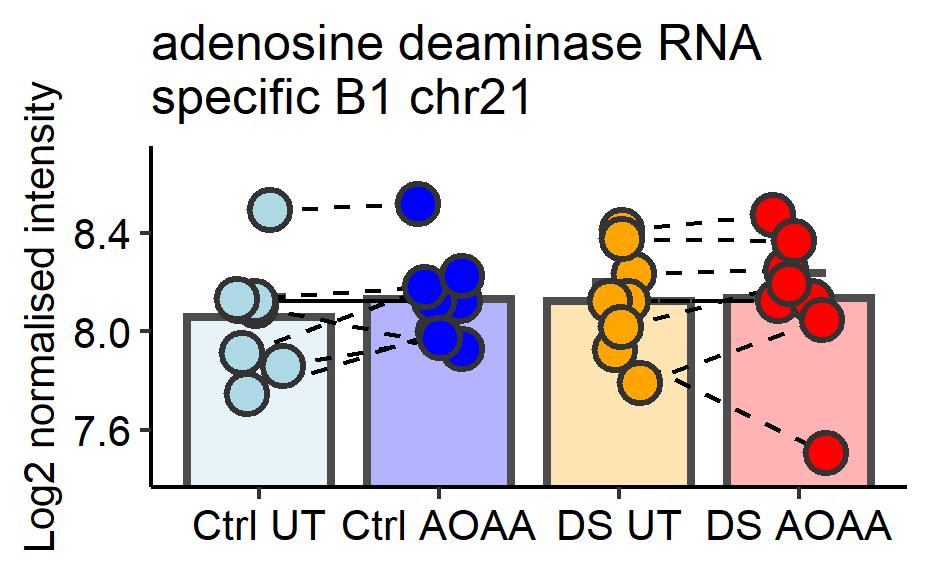 adenosine deaminase RNA
specific B1 chr21
Log2 normalised intensity
8.4
8.0
7.6
Ctrl UT
Ctrl AOAA
DS UT
DS AOAA